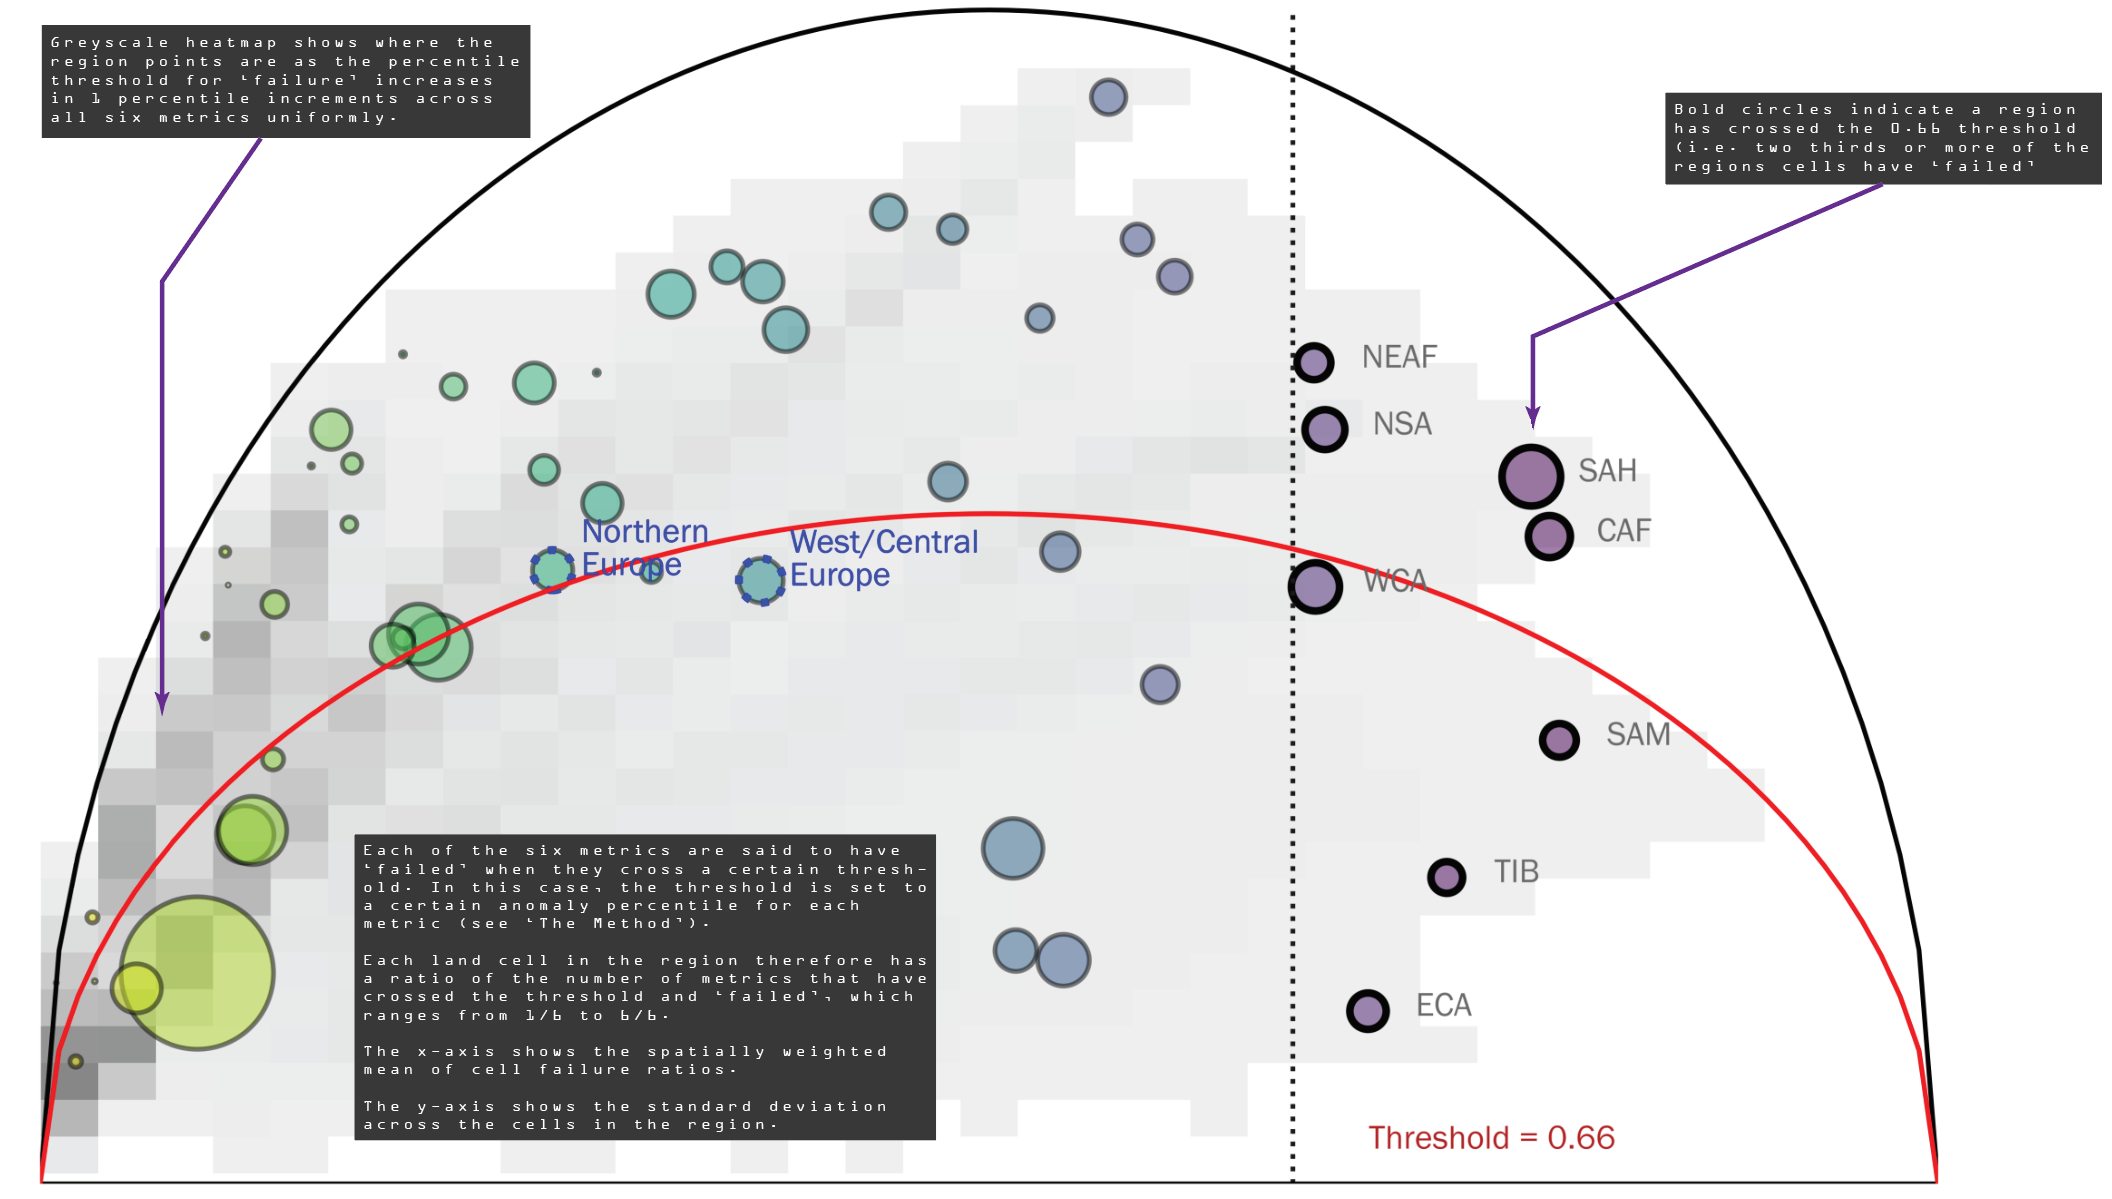 Greyscale heatmap shows where the
region points are as the percentile
threshold for 'failure' increases
in 1 percentile increments across
all six metrics uniformly.
Bold circles indicate a region
has crossed the 0.66 threshold
(i.e. two thirds or more of the
regions cells have 'failed'
NEAF
NSA
SAH
CAF
Northern
Europe
West/Central
Europe
WCA
SAM
TIB
ECA
Each of the six metrics are said to have
'failed' when they cross a certain thresh-
old. In this case, the threshold is set to
a certain anomaly percentile for each
metric (see 'The Method').
Each land cell in the region therefore has
a ratio of the number of metrics that have
crossed the threshold and 'failed', which
ranges from 1/6 to 6/6.
The x-axis shows the spatially weighted
mean of cell failure ratios.
The y-axis shows the standard deviation
across the cells in the region.
Threshold = 0.66